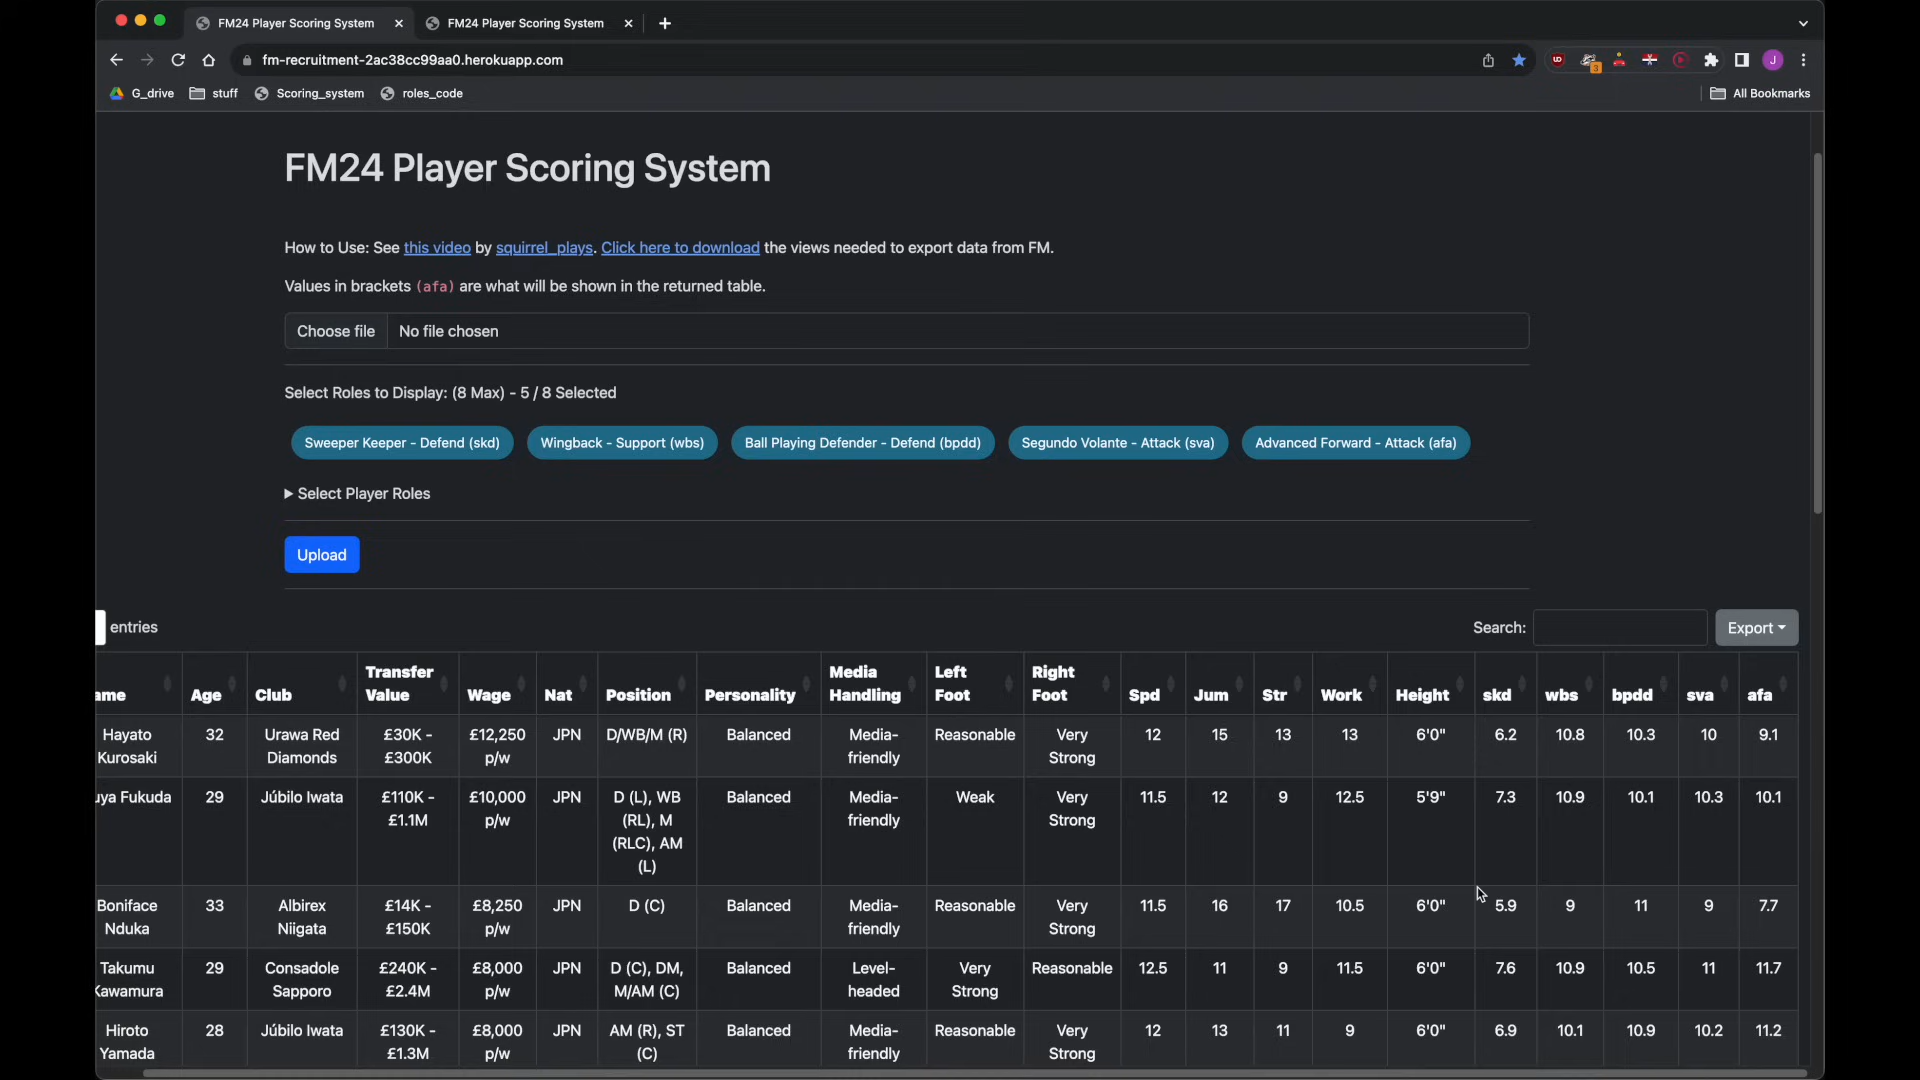 FM24 Player Scoring System
FM24 Player Scoring System
fm-recruitment-2ac38cc99aa0.herokuapp.com
3
J
G_drive stuff Scoring_system roles_code All Bookmarks
FM24 Player Scoring System
How to Use: See this video by squirrel_plays. Click here to download the views needed to export data from FM.
Values in brackets (afa) are what will be shown in the returned table.
Choose file No file chosen
Select Roles to Display: (8 Max) - 5 / 8 Selected
Sweeper Keeper - Defend (skd) Wingback - Support (wbs) Ball Playing Defender - Defend (bpdd) Segundo Volante - Attack (sva) Advanced Forward - Attack (afa)
Select Player Roles
Upload
entries Search: Export
ame Age Club Transfer Value Wage Nat Position Personality Media Handling Left Foot Right Foot Spd Jum Str Work Height skd wbs bpdd sva afa
Hayato Kurosaki 32 Urawa Red Diamonds £30K - £300K £12,250 p/w JPN D/WB/M (R) Balanced Media-friendly Reasonable Very Strong 12 15 13 13 6'0" 6.2 10.8 10.3 10 9.1
uya Fukuda 29 Júbilo Iwata £110K - £1.1M £10,000 p/w JPN D (L), WB (RL), M (RLC), AM (L) Balanced Media-friendly Weak Very Strong 11.5 12 9 12.5 5'9" 7.3 10.9 10.1 10.3 10.1
Boniface Nduka 33 Albirex Niigata £14K - £150K £8,250 p/w JPN D (C) Balanced Media-friendly Reasonable Very Strong 11.5 16 17 10.5 6'0" 5.9 9 11 9 7.7
Takumu Kawamura 29 Consadole Sapporo £240K - £2.4M £8,000 p/w JPN D (C), DM, M/AM (C) Balanced Level-headed Very Strong Reasonable 12.5 11 9 11.5 6'0" 7.6 10.9 10.5 11 11.7
Hiroto Yamada 28 Júbilo Iwata £130K - £1.3M £8,000 p/w JPN AM (R), ST (C) Balanced Media-friendly Reasonable Very Strong 12 13 11 9 6'0" 6.9 10.1 10.9 10.2 11.2